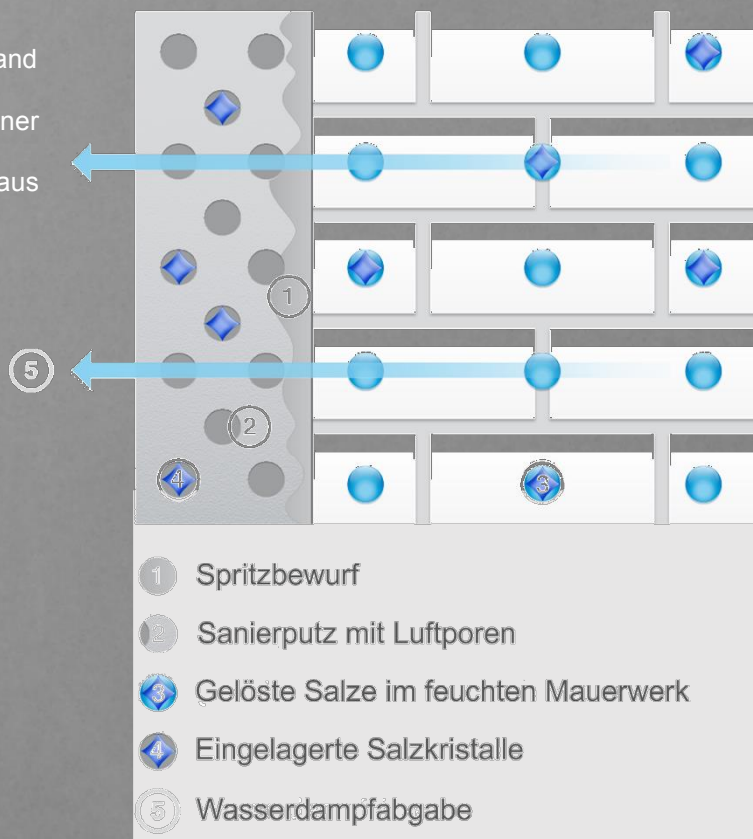 and
ner
aus
1
5
2
4
3
1 Spritzbewurf
2 Sanierputz mit Luftporen
3 Gelöste Salze im feuchten Mauerwerk
4 Eingelagerte Salzkristalle
5 Wasserdampfabgabe